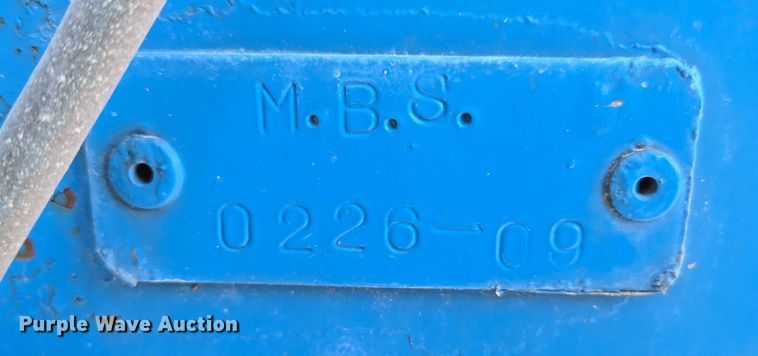 M.B.S.
0226-09
Purple Wave Auction